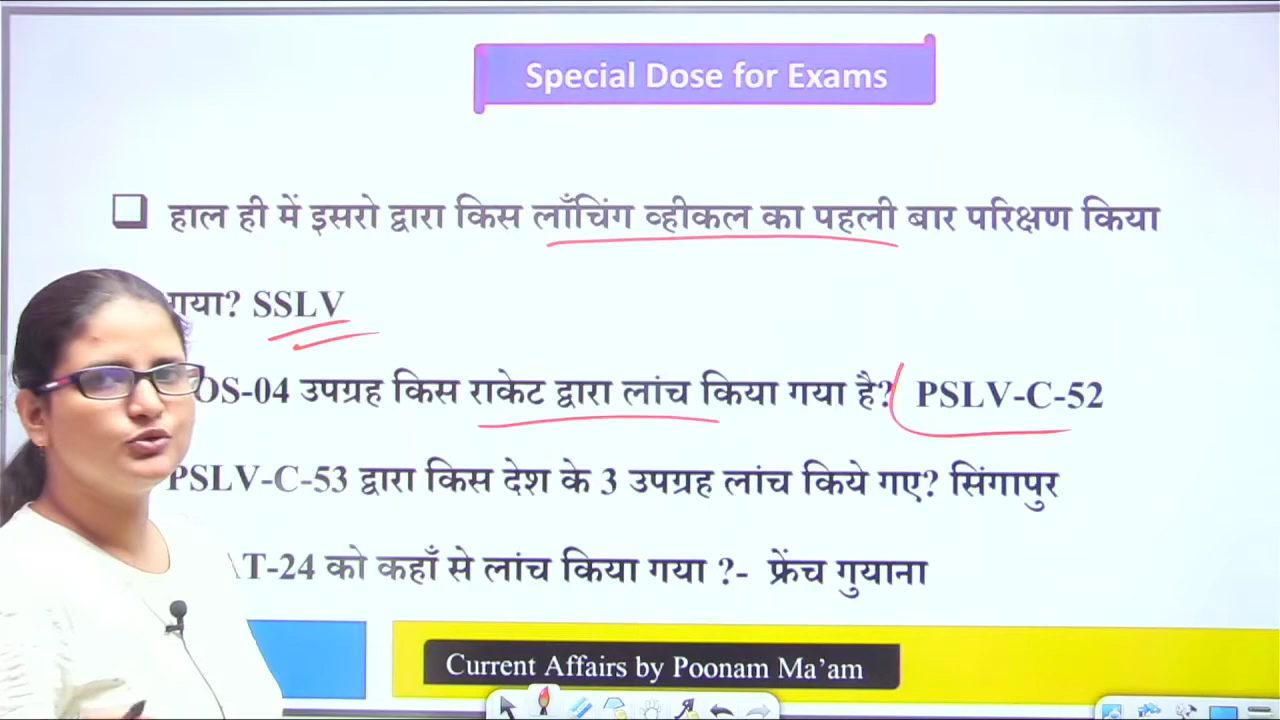 Special Dose for Exams
हाल ही में इसरो द्वारा किस लाँचिंग व्हीकल का पहली बार परिक्षण किया
गया? SSLV
OS-04 उपग्रह किस राकेट द्वारा लांच किया गया है? PSLV-C-52
PSLV-C-53 द्वारा किस देश के 3 उपग्रह लांच किये गए? सिंगापुर
T-24 को कहाँ से लांच किया गया ?- फ्रेंच गुयाना
Current Affairs by Poonam Ma'am